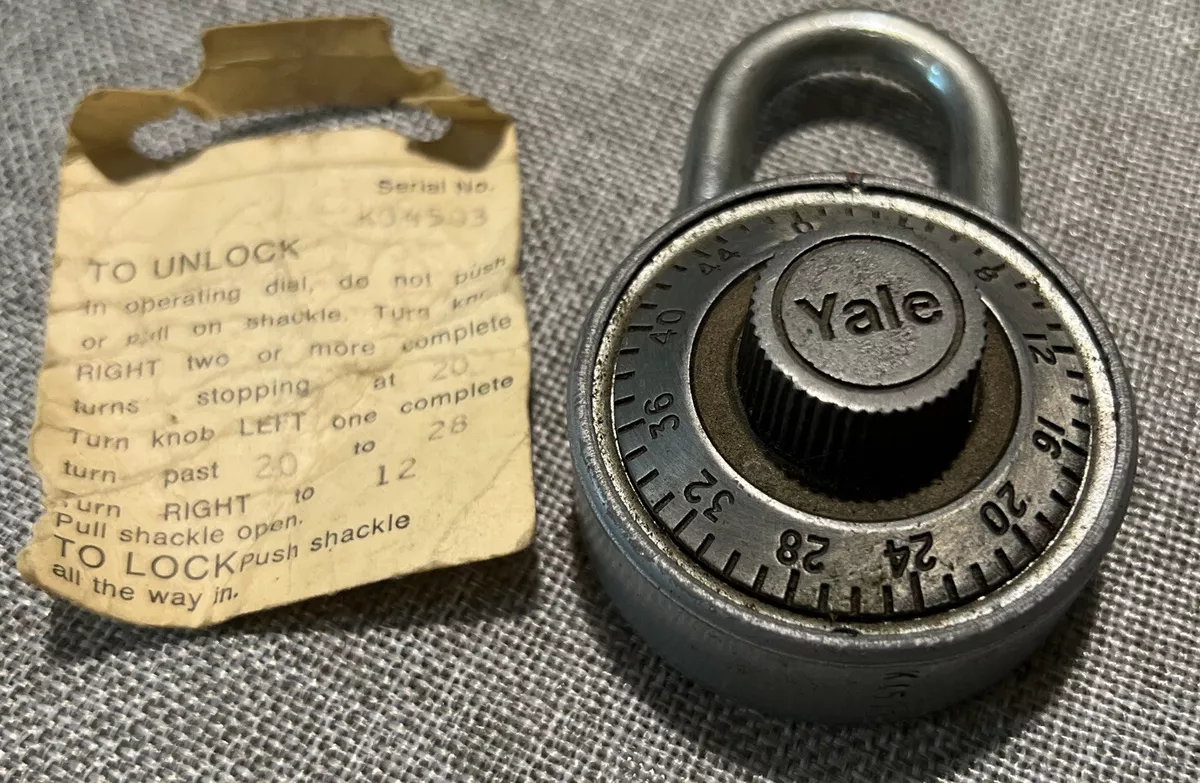 Serial No.
K34503
TO UNLOCK
In operating dial, do not push
or pull on shackle. Turn
RIGHT two or more complete
turns stopping at 20
Turn knob LEFT one complete
turn past 20 to 28
Turn RIGHT to 12
Pull shackle open.
TO LOCK push shackle
all the way in.
Yale
0
8
12
16
20
24
28
32
36
40
44